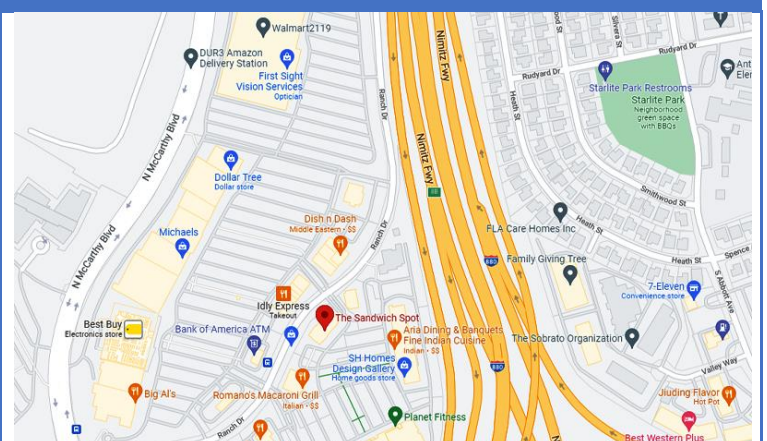 Walmart2119
DUR3 Amazon
Delivery Station
First Sight
Vision Services
Optician
N McCarthy Blvd
Ranch Dr
Nimitz Fwy
Nimitz Fwy
Heath St
Silvera St
Rudyard Dr
Rudyard Dr
Ant
Eler
Starlite Park Restrooms
Starlite Park
Neighborhood
green space
with BBQs
Smithwood St
Dollar Tree
Dollar store
Michaels
N McCarthy Blvd
Dish n Dash
Middle Eastern • $$
Ranch Dr
FLA Care Homes Inc
Heath St
Heath St
Spence
880
Family Giving Tree
7-Eleven
Convenience store
S Abbott Ave
Idly Express
Takeout
The Sandwich Spot
Best Buy
Electronics store
Bank of America ATM
Aria Dining & Banquets
Fine Indian Cuisine
Indian • $$
The Sobrato Organization
SH Homes
Design Gallery
Home goods store
880
Valley Way
Big Al's
Romano's Macaroni Grill
Italian • $$
Jiuding Flavor
Hot Pot
Planet Fitness
Ranch Dr
N
Best Western Plus